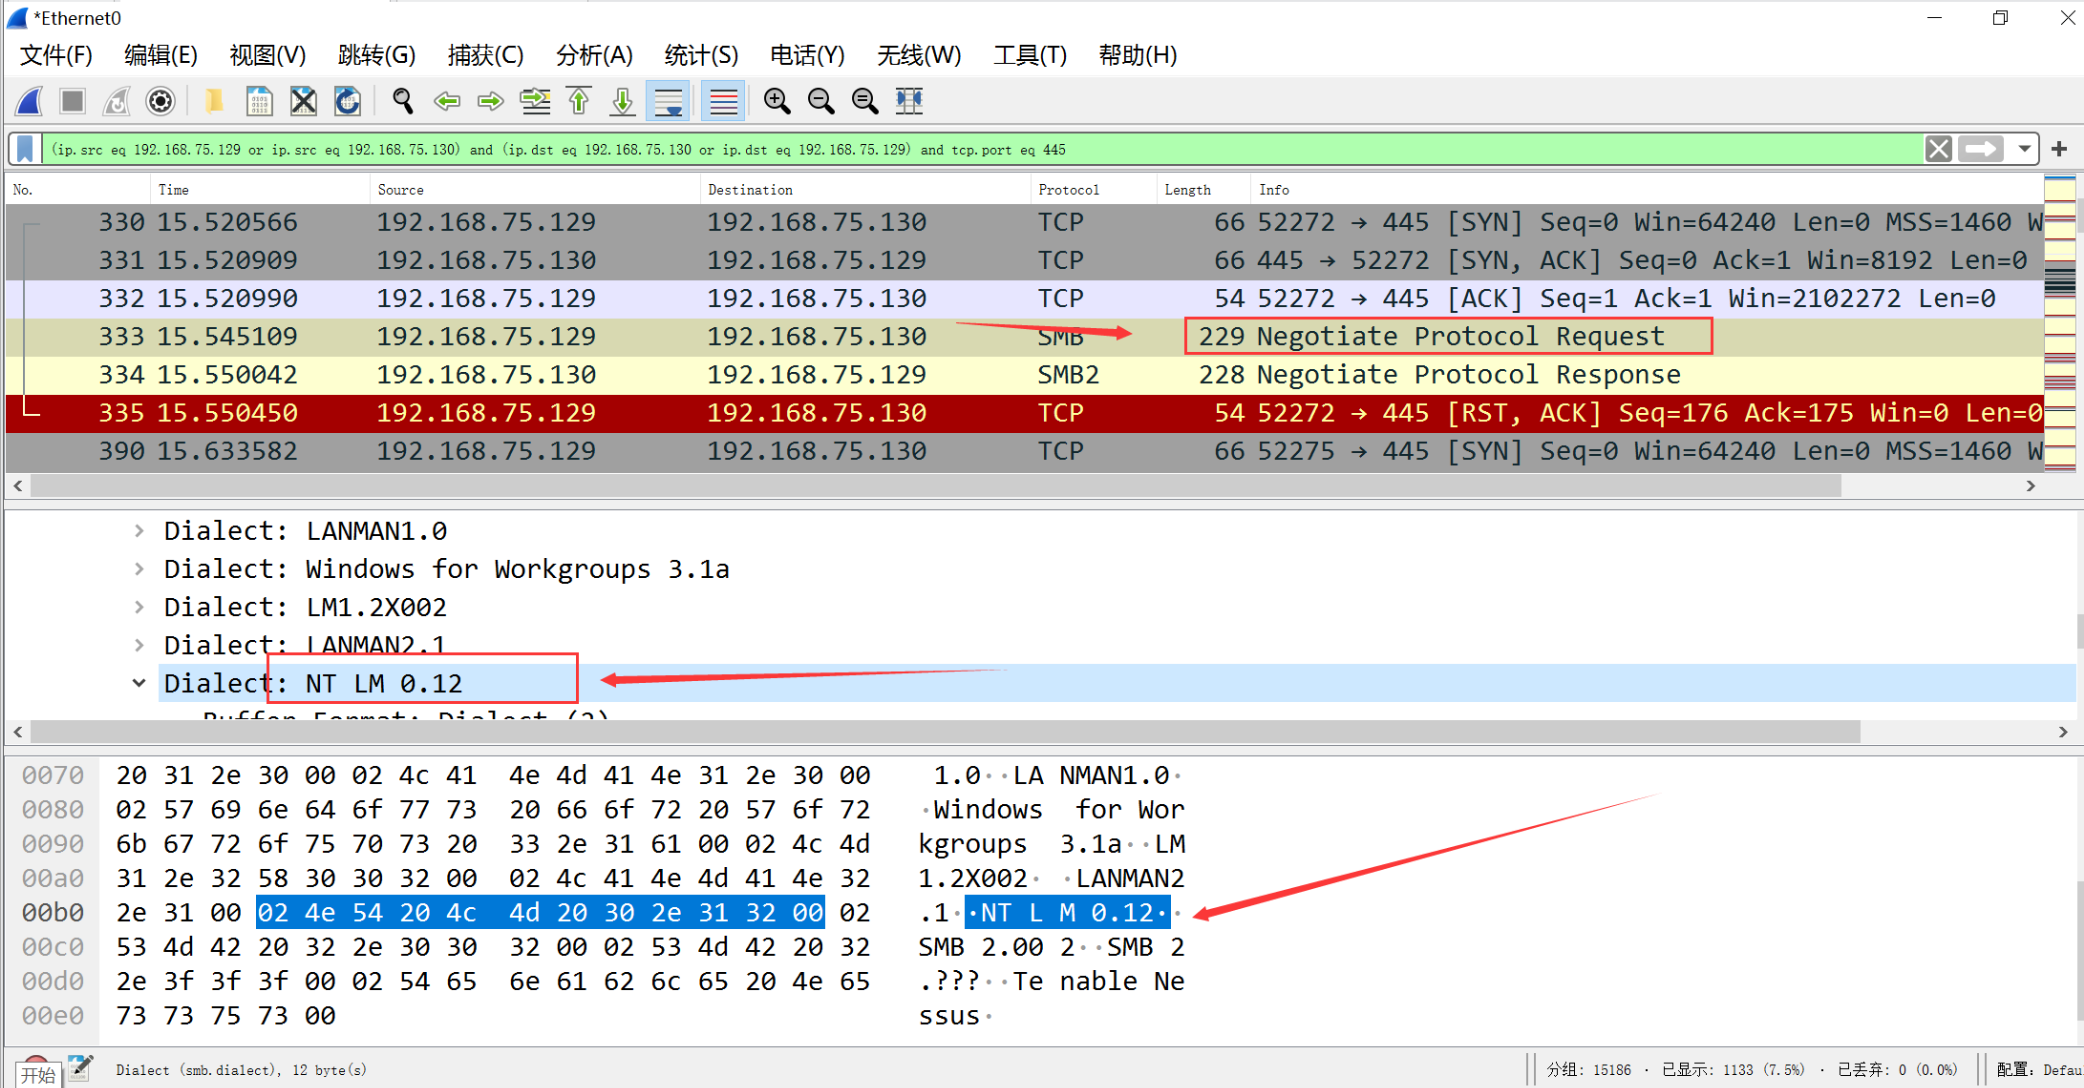 *Ethernet0
文件(F) 编辑(E) 视图(V) 跳转(G) 捕获(C) 分析(A) 统计(S) 电话(Y) 无线(W) 工具(T) 帮助(H)
(ip.src eq 192.168.75.129 or ip.src eq 192.168.75.130) and (ip.dst eq 192.168.75.130 or ip.dst eq 192.168.75.129) and tcp.port eq 445
No. Time Source Destination Protocol Length Info
330 15.520566 192.168.75.129 192.168.75.130 TCP 66 52272 → 445 [SYN] Seq=0 Win=64240 Len=0 MSS=1460 W
331 15.520909 192.168.75.130 192.168.75.129 TCP 66 445 → 52272 [SYN, ACK] Seq=0 Ack=1 Win=8192 Len=0
332 15.520990 192.168.75.129 192.168.75.130 TCP 54 52272 → 445 [ACK] Seq=1 Ack=1 Win=2102272 Len=0
333 15.545109 192.168.75.129 192.168.75.130 SMB 229 Negotiate Protocol Request
334 15.550042 192.168.75.130 192.168.75.129 SMB2 228 Negotiate Protocol Response
335 15.550450 192.168.75.129 192.168.75.130 TCP 54 52272 → 445 [RST, ACK] Seq=176 Ack=175 Win=0 Len=0
390 15.633582 192.168.75.129 192.168.75.130 TCP 66 52275 → 445 [SYN] Seq=0 Win=64240 Len=0 MSS=1460 W
Dialect: LANMAN1.0
Dialect: Windows for Workgroups 3.1a
Dialect: LM1.2X002
Dialect: LANMAN2.1
Dialect: NT LM 0.12
Buffer Format: Dialect (2)
0070 20 31 2e 30 00 02 4c 41 4e 4d 41 4e 31 2e 30 00 1.0··LA NMAN1.0·
0080 02 57 69 6e 64 6f 77 73 20 66 6f 72 20 57 6f 72 ·Windows for Wor
0090 6b 67 72 6f 75 70 73 20 33 2e 31 61 00 02 4c 4d kgroups 3.1a··LM
00a0 31 2e 32 58 30 30 32 00 02 4c 41 4e 4d 41 4e 32 1.2X002· ·LANMAN2
00b0 2e 31 00 02 4e 54 20 4c 4d 20 30 2e 31 32 00 02 .1··NT L M 0.12··
00c0 53 4d 42 20 32 2e 30 30 32 00 02 53 4d 42 20 32 SMB 2.00 2··SMB 2
00d0 2e 3f 3f 3f 00 02 54 65 6e 61 62 6c 65 20 4e 65 .???··Te nable Ne
00e0 73 73 75 73 00 ssus·
开始 Dialect (smb.dialect), 12 byte(s) 分组: 15186 · 已显示: 1133 (7.5%) · 已丢弃: 0 (0.0%) 配置: Defau